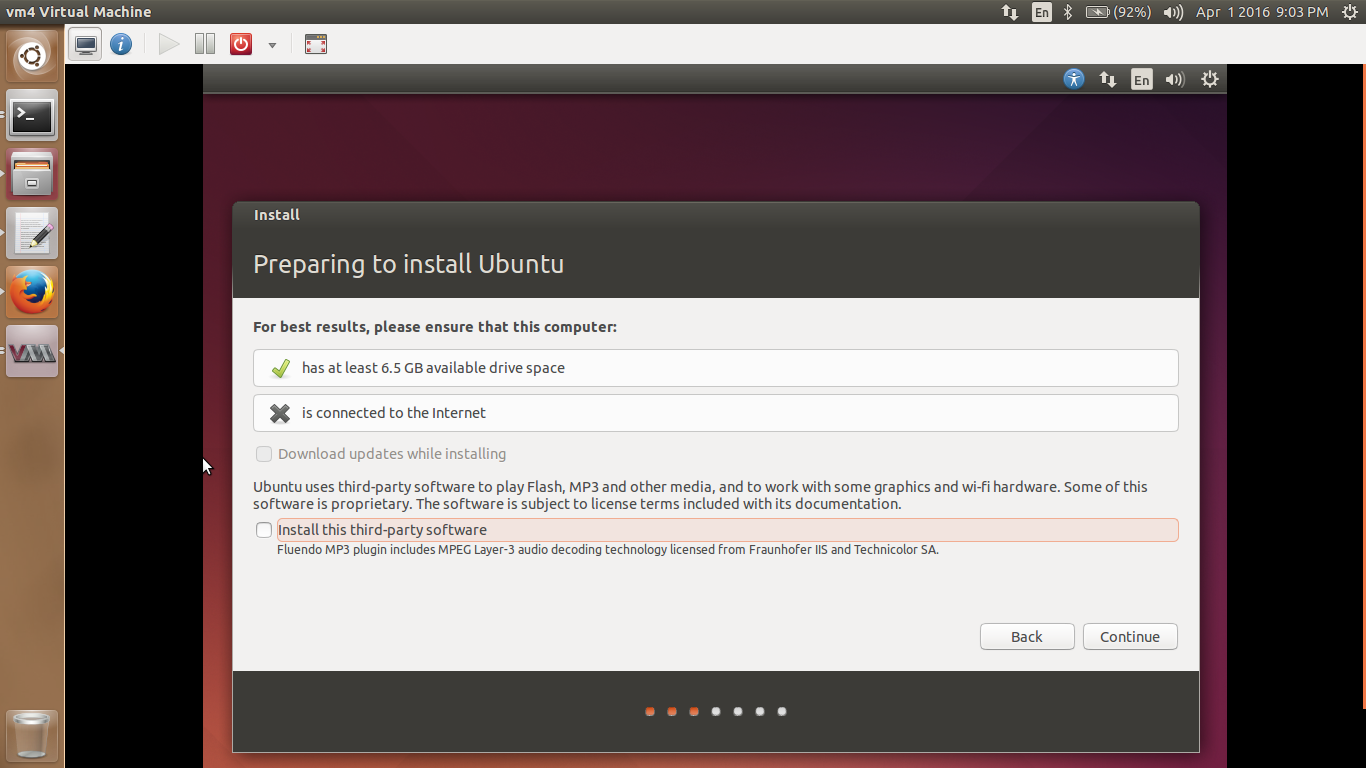 vm4 Virtual Machine
En (92%) Apr 1 2016 9:03 PM
En
Install
Preparing to install Ubuntu
For best results, please ensure that this computer:
has at least 6.5 GB available drive space
is connected to the Internet
Download updates while installing
Ubuntu uses third-party software to play Flash, MP3 and other media, and to work with some graphics and wi-fi hardware. Some of this
software is proprietary. The software is subject to license terms included with its documentation.
Install this third-party software
Fluendo MP3 plugin includes MPEG Layer-3 audio decoding technology licensed from Fraunhofer IIS and Technicolor SA.
Back Continue